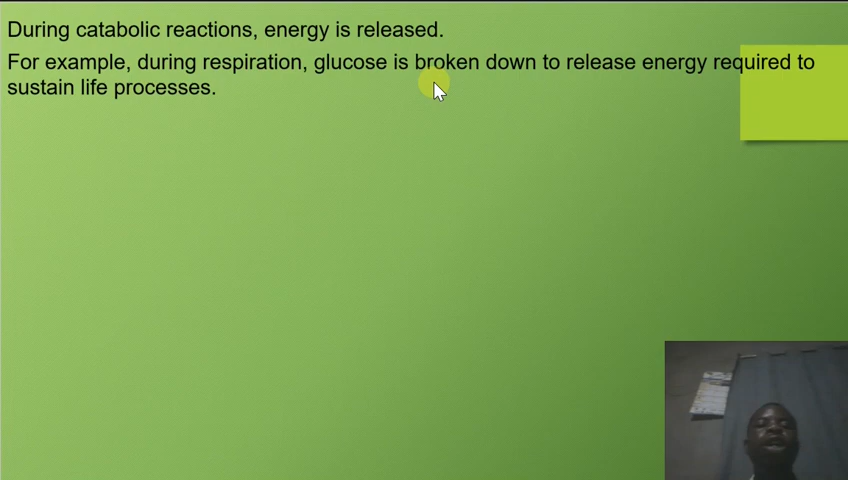 During catabolic reactions, energy is released.
For example, during respiration, glucose is broken down to release energy required to
sustain life processes.